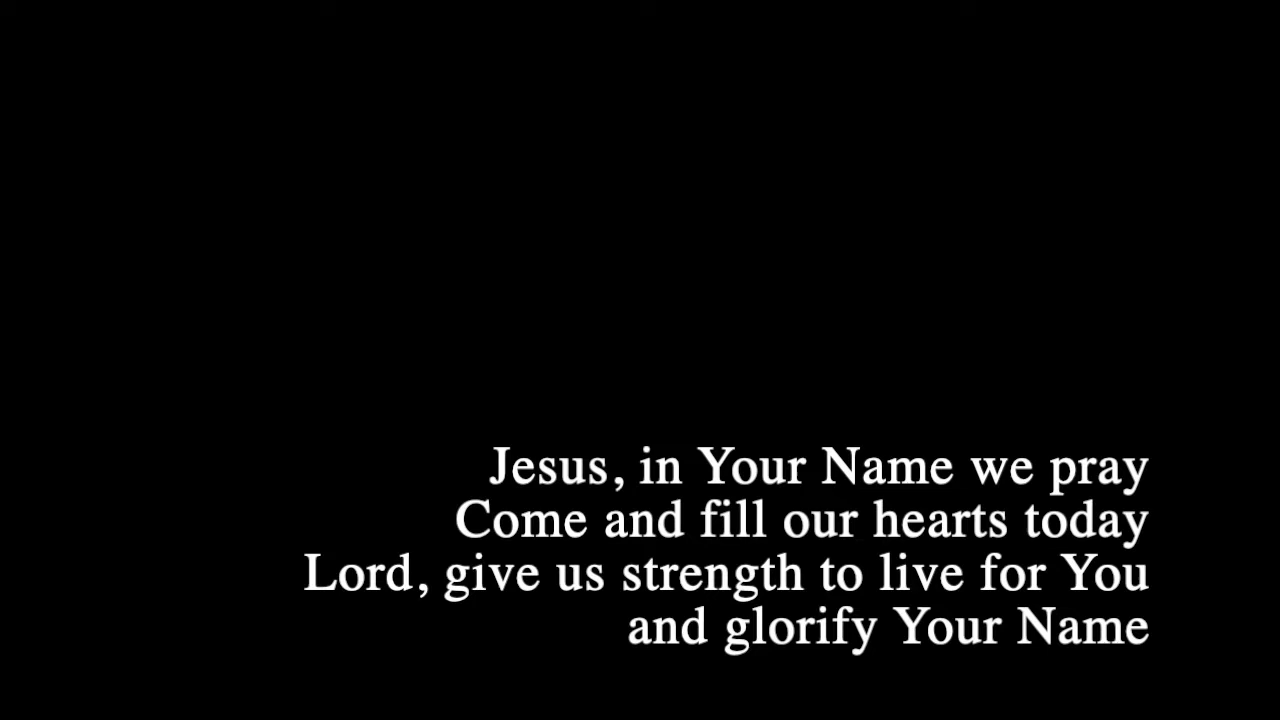 Jesus, in Your Name we pray
Come and fill our hearts today
Lord, give us strength to live for You
and glorify Your Name